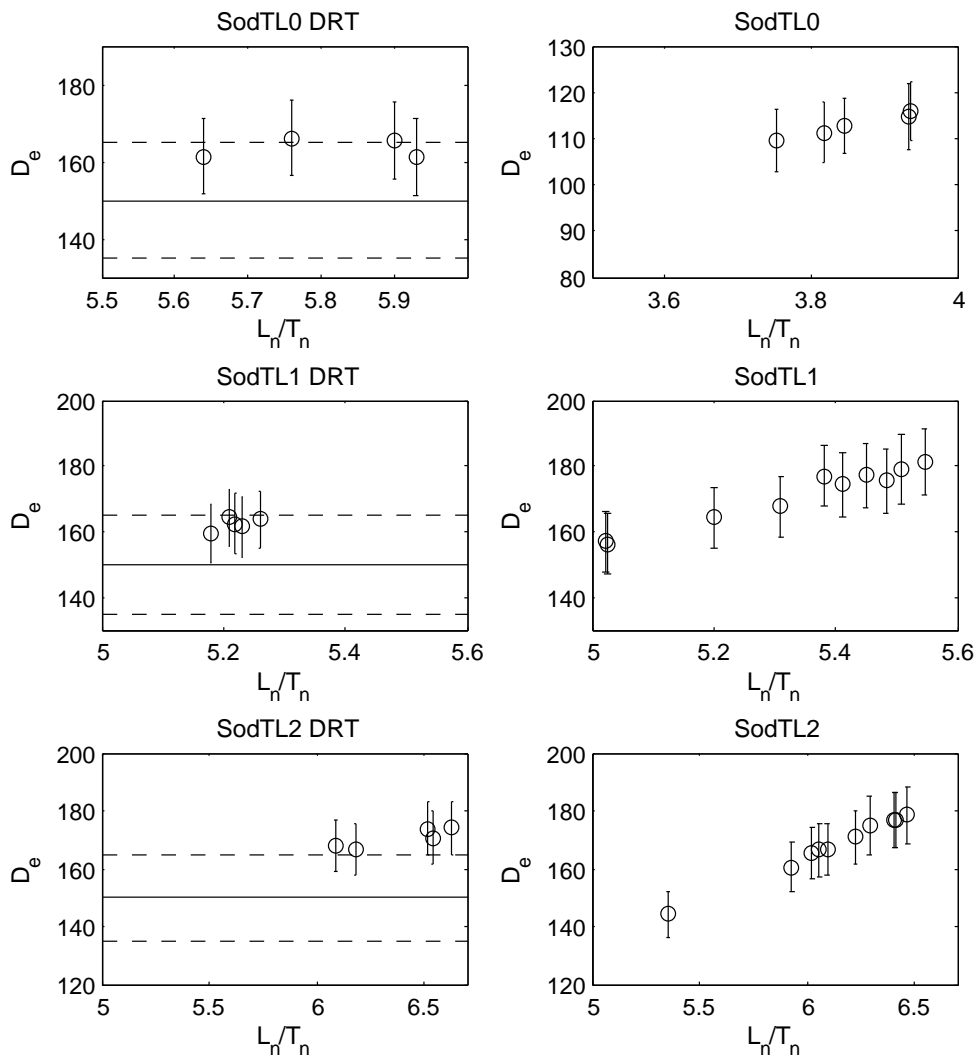 SodTL0 DRT
180
160
140
5.5
5.6
5.7
5.8
5.9
D_e
L_n/T_n
SodTL0
130
120
110
100
90
80
3.6
3.8
4
D_e
L_n/T_n
SodTL1 DRT
200
180
160
140
5
5.2
5.4
5.6
D_e
L_n/T_n
SodTL1
200
180
160
140
5
5.2
5.4
5.6
D_e
L_n/T_n
SodTL2 DRT
200
180
160
140
120
5
5.5
6
6.5
D_e
L_n/T_n
SodTL2
200
180
160
140
120
5
5.5
6
6.5
D_e
L_n/T_n